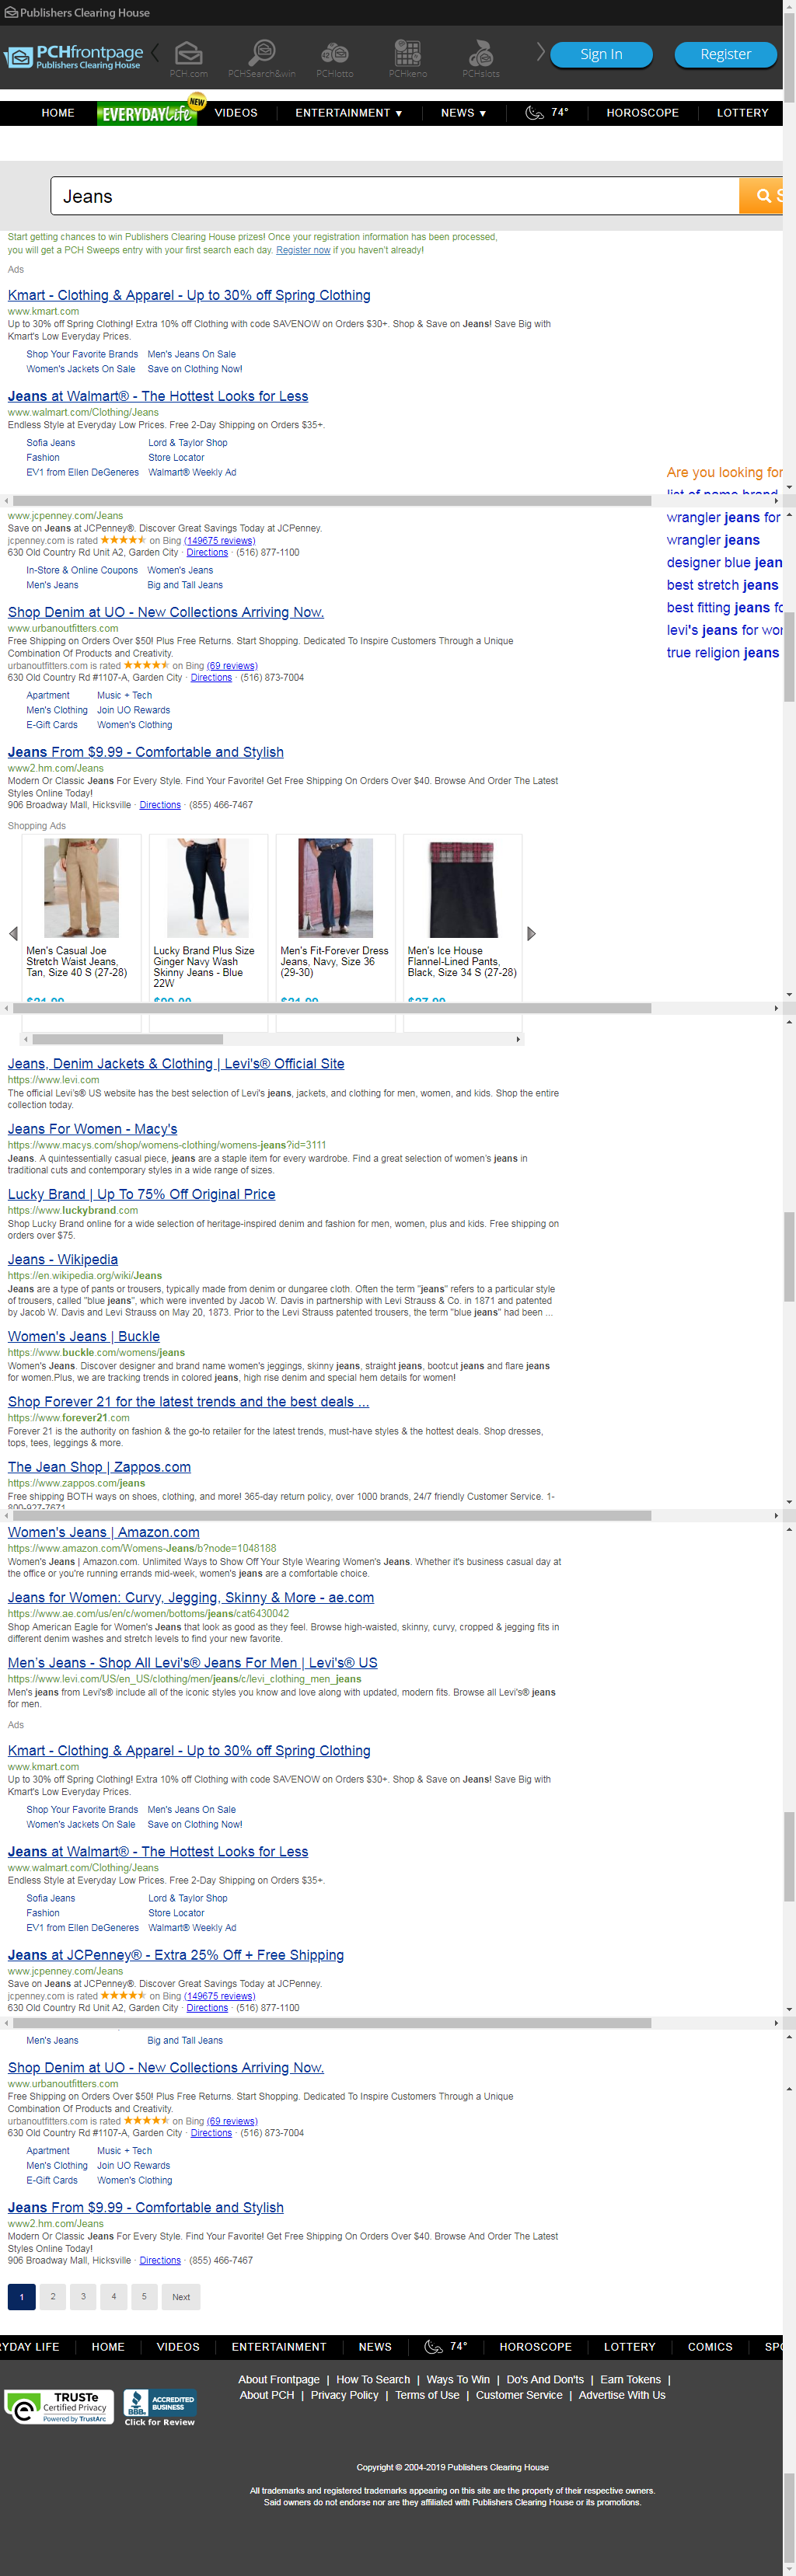 Publishers Clearing House
PCHfrontpage
Publishers Clearing House
PCH.com
PCHSearch&win
PCHlotto
PCHkeno
PCHslots
Sign In
Register
HOME
EVERYDAYLife
NEW
VIDEOS
ENTERTAINMENT ▼
NEWS ▼
74°
HOROSCOPE
LOTTERY
Jeans
Start getting chances to win Publishers Clearing House prizes! Once your registration information has been processed,
you will get a PCH Sweeps entry with your first search each day. Register now if you haven't already!
Ads
Kmart - Clothing & Apparel - Up to 30% off Spring Clothing
www.kmart.com
Up to 30% off Spring Clothing! Extra 10% off Clothing with code SAVENOW on Orders $30+. Shop & Save on Jeans! Save Big with
Kmart's Low Everyday Prices.
Shop Your Favorite Brands Men's Jeans On Sale
Women's Jackets On Sale Save on Clothing Now!
Jeans at Walmart® - The Hottest Looks for Less
www.walmart.com/Clothing/Jeans
Endless Style at Everyday Low Prices. Free 2-Day Shipping on Orders $35+.
Sofia Jeans Lord & Taylor Shop
Fashion Store Locator
EV1 from Ellen DeGeneres Walmart® Weekly Ad
Are you looking for
list of name brand
www.jcpenney.com/Jeans
Save on Jeans at JCPenney®. Discover Great Savings Today at JCPenney.
jcpenney.com is rated ★★★★★ on Bing (149675 reviews)
630 Old Country Rd Unit A2, Garden City · Directions · (516) 877-1100
In-Store & Online Coupons Women's Jeans
Men's Jeans Big and Tall Jeans
wrangler jeans for
wrangler jeans
designer blue jean
best stretch jeans
best fitting jeans fo
levi's jeans for wor
true religion jeans
Shop Denim at UO - New Collections Arriving Now.
www.urbanoutfitters.com
Free Shipping on Orders Over $50! Plus Free Returns. Start Shopping. Dedicated To Inspire Customers Through a Unique
Combination Of Products and Creativity.
urbanoutfitters.com is rated ★★★★★ on Bing (69 reviews)
630 Old Country Rd #1107-A, Garden City · Directions · (516) 873-7004
Apartment Music + Tech
Men's Clothing Join UO Rewards
E-Gift Cards Women's Clothing
Jeans From $9.99 - Comfortable and Stylish
www2.hm.com/Jeans
Modern Or Classic Jeans For Every Style. Find Your Favorite! Get Free Shipping On Orders Over $40. Browse And Order The Latest
Styles Online Today!
906 Broadway Mall, Hicksville · Directions · (855) 466-7467
Shopping Ads
Men's Casual Joe
Stretch Waist Jeans,
Tan, Size 40 S (27-28)
Lucky Brand Plus Size
Ginger Navy Wash
Skinny Jeans - Blue
22W
Men's Fit-Forever Dress
Jeans, Navy, Size 36
(29-30)
Men's Ice House
Flannel-Lined Pants,
Black, Size 34 S (27-28)
Jeans, Denim Jackets & Clothing | Levi's® Official Site
https://www.levi.com
The official Levi's® US website has the best selection of Levi's jeans, jackets, and clothing for men, women, and kids. Shop the entire
collection today.
Jeans For Women - Macy's
https://www.macys.com/shop/womens-clothing/womens-jeans?id=3111
Jeans. A quintessentially casual piece, jeans are a staple item for every wardrobe. Find a great selection of women's jeans in
traditional cuts and contemporary styles in a wide range of sizes.
Lucky Brand | Up To 75% Off Original Price
https://www.luckybrand.com
Shop Lucky Brand online for a wide selection of heritage-inspired denim and fashion for men, women, plus and kids. Free shipping on
orders over $75.
Jeans - Wikipedia
https://en.wikipedia.org/wiki/Jeans
Jeans are a type of pants or trousers, typically made from denim or dungaree cloth. Often the term "jeans" refers to a particular style
of trousers, called "blue jeans", which were invented by Jacob W. Davis in partnership with Levi Strauss & Co. in 1871 and patented
by Jacob W. Davis and Levi Strauss on May 20, 1873. Prior to the Levi Strauss patented trousers, the term "blue jeans" had been ...
Women's Jeans | Buckle
https://www.buckle.com/womens/jeans
Women's Jeans. Discover designer and brand name women's jeggings, skinny jeans, straight jeans, bootcut jeans and flare jeans
for women.Plus, we are tracking trends in colored jeans, high rise denim and special hem details for women!
Shop Forever 21 for the latest trends and the best deals ...
https://www.forever21.com
Forever 21 is the authority on fashion & the go-to retailer for the latest trends, must-have styles & the hottest deals. Shop dresses,
tops, tees, leggings & more.
The Jean Shop | Zappos.com
https://www.zappos.com/jeans
Free shipping BOTH ways on shoes, clothing, and more! 365-day return policy, over 1000 brands, 24/7 friendly Customer Service. 1-
800-927-7671
Women's Jeans | Amazon.com
https://www.amazon.com/Womens-Jeans/b?node=1048188
Women's Jeans | Amazon.com. Unlimited Ways to Show Off Your Style Wearing Women's Jeans. Whether it's business casual day at
the office or you're running errands mid-week, women's jeans are a comfortable choice.
Jeans for Women: Curvy, Jegging, Skinny & More - ae.com
https://www.ae.com/us/en/c/women/bottoms/jeans/cat6430042
Shop American Eagle for Women's Jeans that look as good as they feel. Browse high-waisted, skinny, curvy, cropped & jegging fits in
different denim washes and stretch levels to find your new favorite.
Men's Jeans - Shop All Levi's® Jeans For Men | Levi's® US
https://www.levi.com/US/en_US/clothing/men/jeans/c/levi_clothing_men_jeans
Men's jeans from Levi's® include all of the iconic styles you know and love along with updated, modern fits. Browse all Levi's® jeans
for men.
Ads
Kmart - Clothing & Apparel - Up to 30% off Spring Clothing
www.kmart.com
Up to 30% off Spring Clothing! Extra 10% off Clothing with code SAVENOW on Orders $30+. Shop & Save on Jeans! Save Big with
Kmart's Low Everyday Prices.
Shop Your Favorite Brands Men's Jeans On Sale
Women's Jackets On Sale Save on Clothing Now!
Jeans at Walmart® - The Hottest Looks for Less
www.walmart.com/Clothing/Jeans
Endless Style at Everyday Low Prices. Free 2-Day Shipping on Orders $35+.
Sofia Jeans Lord & Taylor Shop
Fashion Store Locator
EV1 from Ellen DeGeneres Walmart® Weekly Ad
Jeans at JCPenney® - Extra 25% Off + Free Shipping
www.jcpenney.com/Jeans
Save on Jeans at JCPenney®. Discover Great Savings Today at JCPenney.
jcpenney.com is rated ★★★★★ on Bing (149675 reviews)
630 Old Country Rd Unit A2, Garden City · Directions · (516) 877-1100
Men's Jeans Big and Tall Jeans
Shop Denim at UO - New Collections Arriving Now.
www.urbanoutfitters.com
Free Shipping on Orders Over $50! Plus Free Returns. Start Shopping. Dedicated To Inspire Customers Through a Unique
Combination Of Products and Creativity.
urbanoutfitters.com is rated ★★★★★ on Bing (69 reviews)
630 Old Country Rd #1107-A, Garden City · Directions · (516) 873-7004
Apartment Music + Tech
Men's Clothing Join UO Rewards
E-Gift Cards Women's Clothing
Jeans From $9.99 - Comfortable and Stylish
www2.hm.com/Jeans
Modern Or Classic Jeans For Every Style. Find Your Favorite! Get Free Shipping On Orders Over $40. Browse And Order The Latest
Styles Online Today!
906 Broadway Mall, Hicksville · Directions · (855) 466-7467
1 2 3 4 5 Next
RYDAY LIFE HOME VIDEOS ENTERTAINMENT NEWS 74° HOROSCOPE LOTTERY COMICS SPO
About Frontpage | How To Search | Ways To Win | Do's And Don'ts | Earn Tokens |
About PCH | Privacy Policy | Terms of Use | Customer Service | Advertise With Us
TRUSTe
Certified Privacy
Powered by TrustArc
BBB
ACCREDITED
BUSINESS
Click for Review
Copyright © 2004-2019 Publishers Clearing House
All trademarks and registered trademarks appearing on this site are the property of their respective owners.
Said owners do not endorse nor are they affiliated with Publishers Clearing House or its promotions.